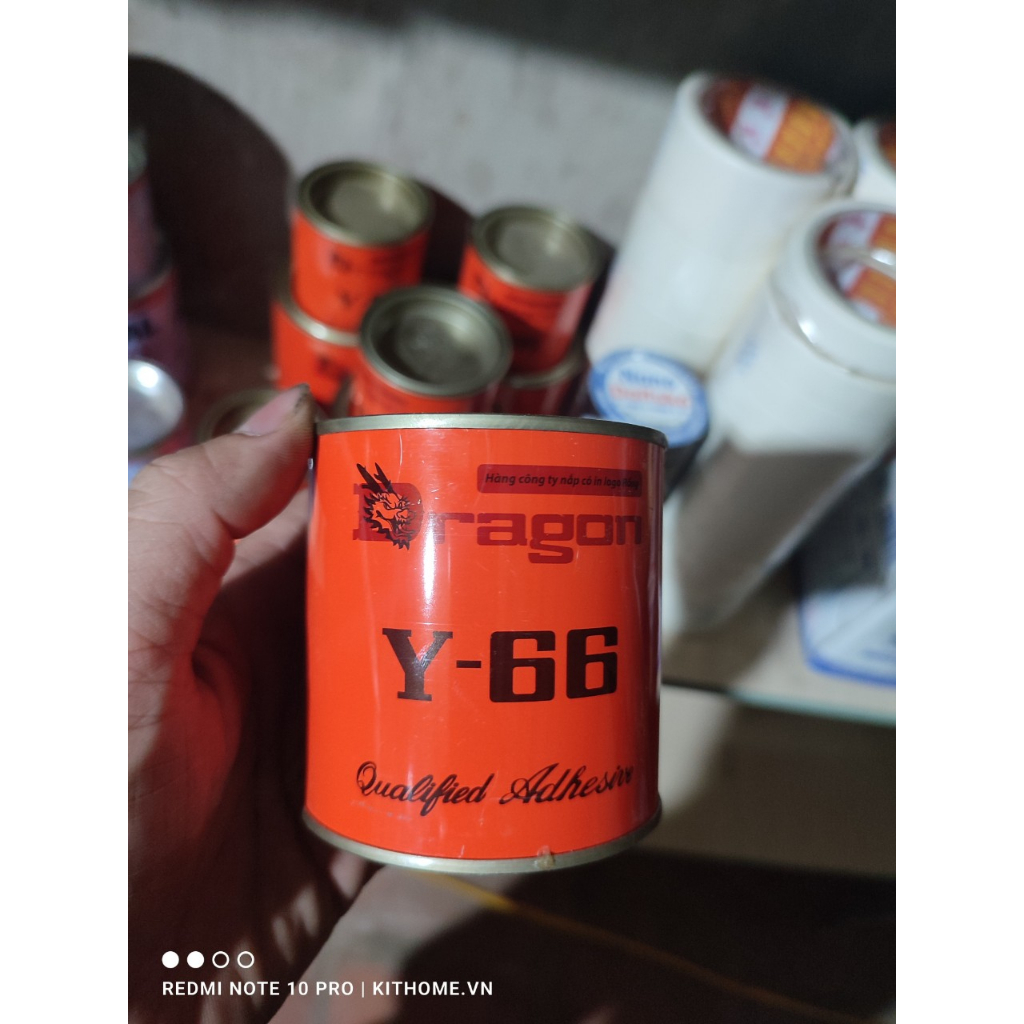 Hàng công ty nắp có in logo Rồng
Dragon
Y-66
Qualified Adhesive
REDMI NOTE 10 PRO | KITHOME.VN